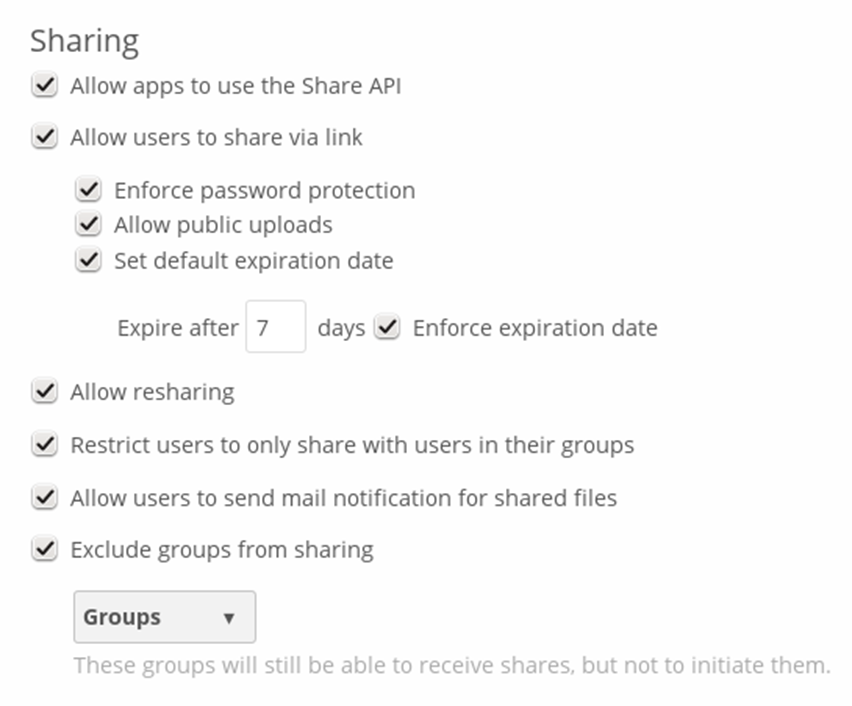 Sharing
Allow apps to use the Share API
Allow users to share via link
Enforce password protection
Allow public uploads
Set default expiration date
Expire after 7 days Enforce expiration date
Allow resharing
Restrict users to only share with users in their groups
Allow users to send mail notification for shared files
Exclude groups from sharing
Groups
These groups will still be able to receive shares, but not to initiate them.